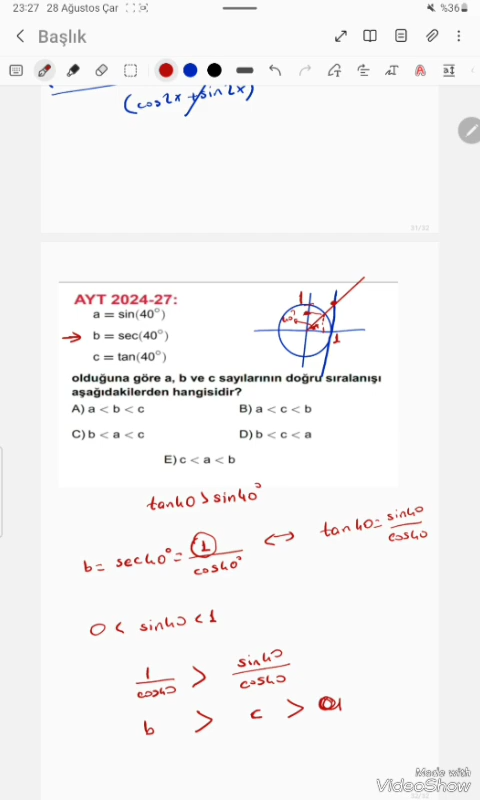 23:27 28 Ağustos Çar %36
Başlık
(cos2x+sin2x)
31/32
AYT 2024-27:
a = sin(40°)
→ b = sec(40°)
c = tan(40°)
1
40°
1
olduğuna göre a, b ve c sayılarının doğru sıralanışı
aşağıdakilerden hangisidir?
A) a < b < c B) a < c < b
C) b < a < c D) b < c < a
E) c < a < b
tan40 > sin40°
b = sec40° = 1/cos40° ↔ tan40 = sin40/cos40
0 < sin40 < 1
1/cos40 > sin40/cos40
b > c > a
Made with
VideoShow